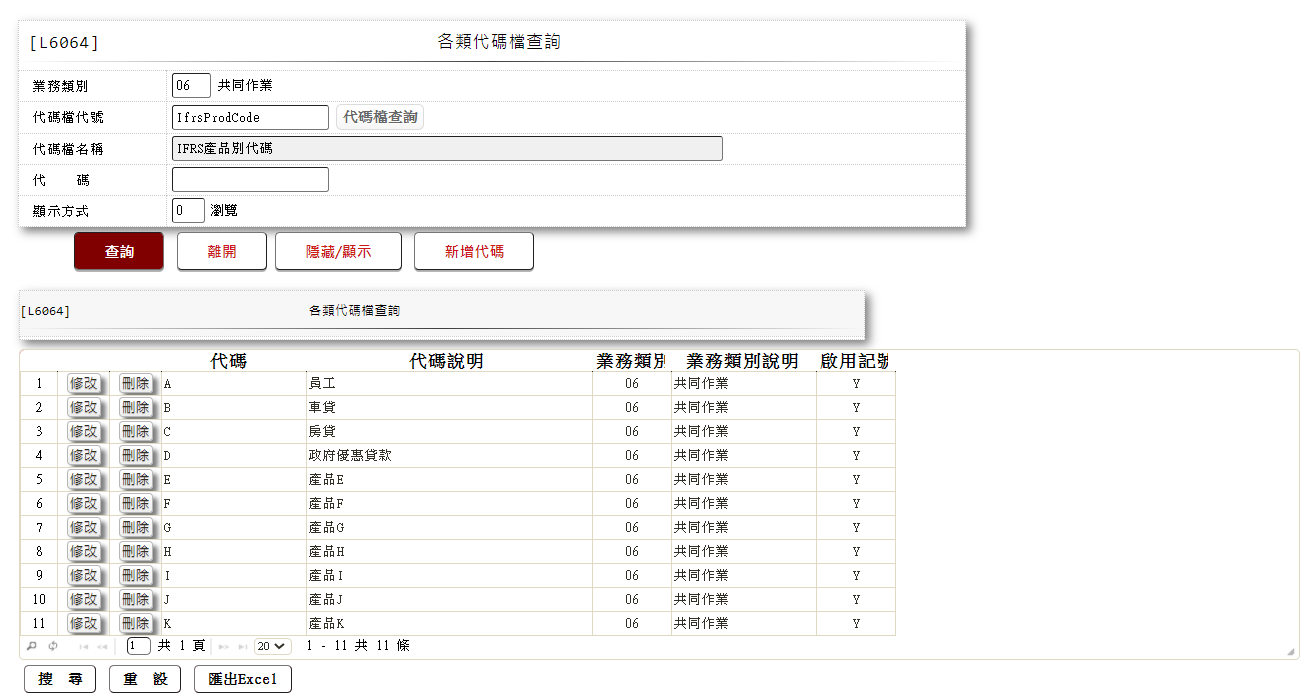 [L6064] 各類代碼檔查詢
業務類別 06 共同作業
代碼檔代號 IfrsProdCode 代碼檔查詢
代碼檔名稱 IFRS產品別代碼
代 碼
顯示方式 0 瀏覽
查詢 離開 隱藏/顯示 新增代碼
[L6064] 各類代碼檔查詢
代碼 代碼說明 業務類別 業務類別說明 啟用記號
1 修改 刪除 A 員工 06 共同作業 Y
2 修改 刪除 B 車貸 06 共同作業 Y
3 修改 刪除 C 房貸 06 共同作業 Y
4 修改 刪除 D 政府優惠貸款 06 共同作業 Y
5 修改 刪除 E 產品E 06 共同作業 Y
6 修改 刪除 F 產品F 06 共同作業 Y
7 修改 刪除 G 產品G 06 共同作業 Y
8 修改 刪除 H 產品H 06 共同作業 Y
9 修改 刪除 I 產品I 06 共同作業 Y
10 修改 刪除 J 產品J 06 共同作業 Y
11 修改 刪除 K 產品K 06 共同作業 Y
1 共 1 頁 20 1 - 11 共 11 條
搜 尋 重 設 匯出Excel